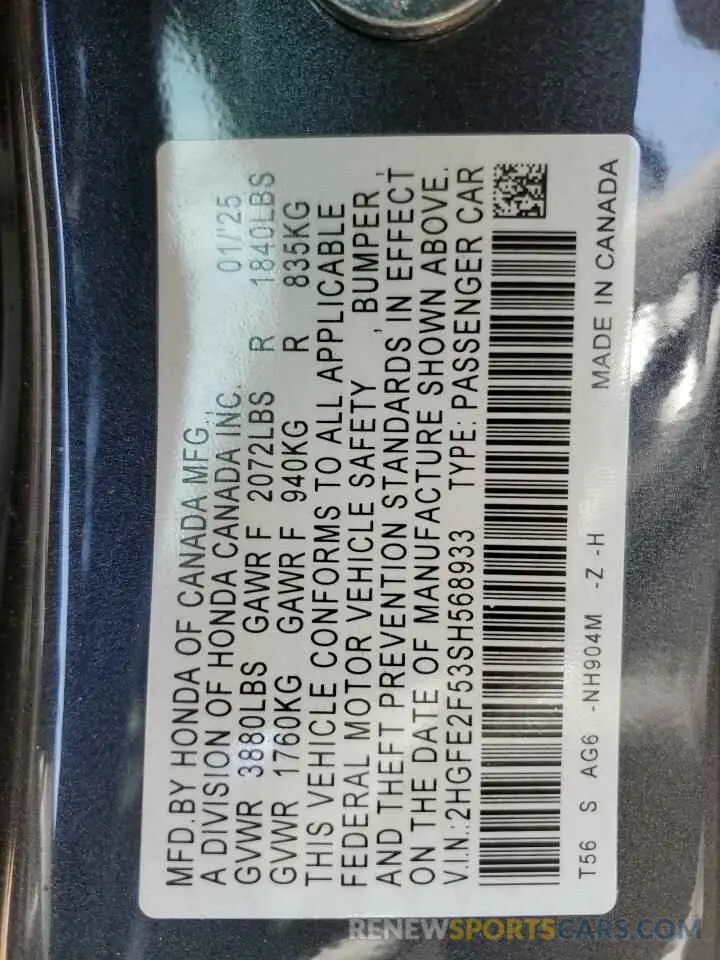 MFD.BY HONDA OF CANADA MFG.,
A DIVISION OF HONDA CANADA INC. 01/'25
GVWR 3880LBS GAWR F 2072LBS R 1840LBS
GVWR 1760KG GAWR F 940KG R 835KG
THIS VEHICLE CONFORMS TO ALL APPLICABLE
FEDERAL MOTOR VEHICLE SAFETY , BUMPER ,
AND THEFT PREVENTION STANDARDS IN EFFECT
ON THE DATE OF MANUFACTURE SHOWN ABOVE.
V.I.N.:2HGFE2F53SH568933 TYPE: PASSENGER CAR
T56 S AG6 -NH904M -Z -H MADE IN CANADA
RENEWSPORTSCARS.COM